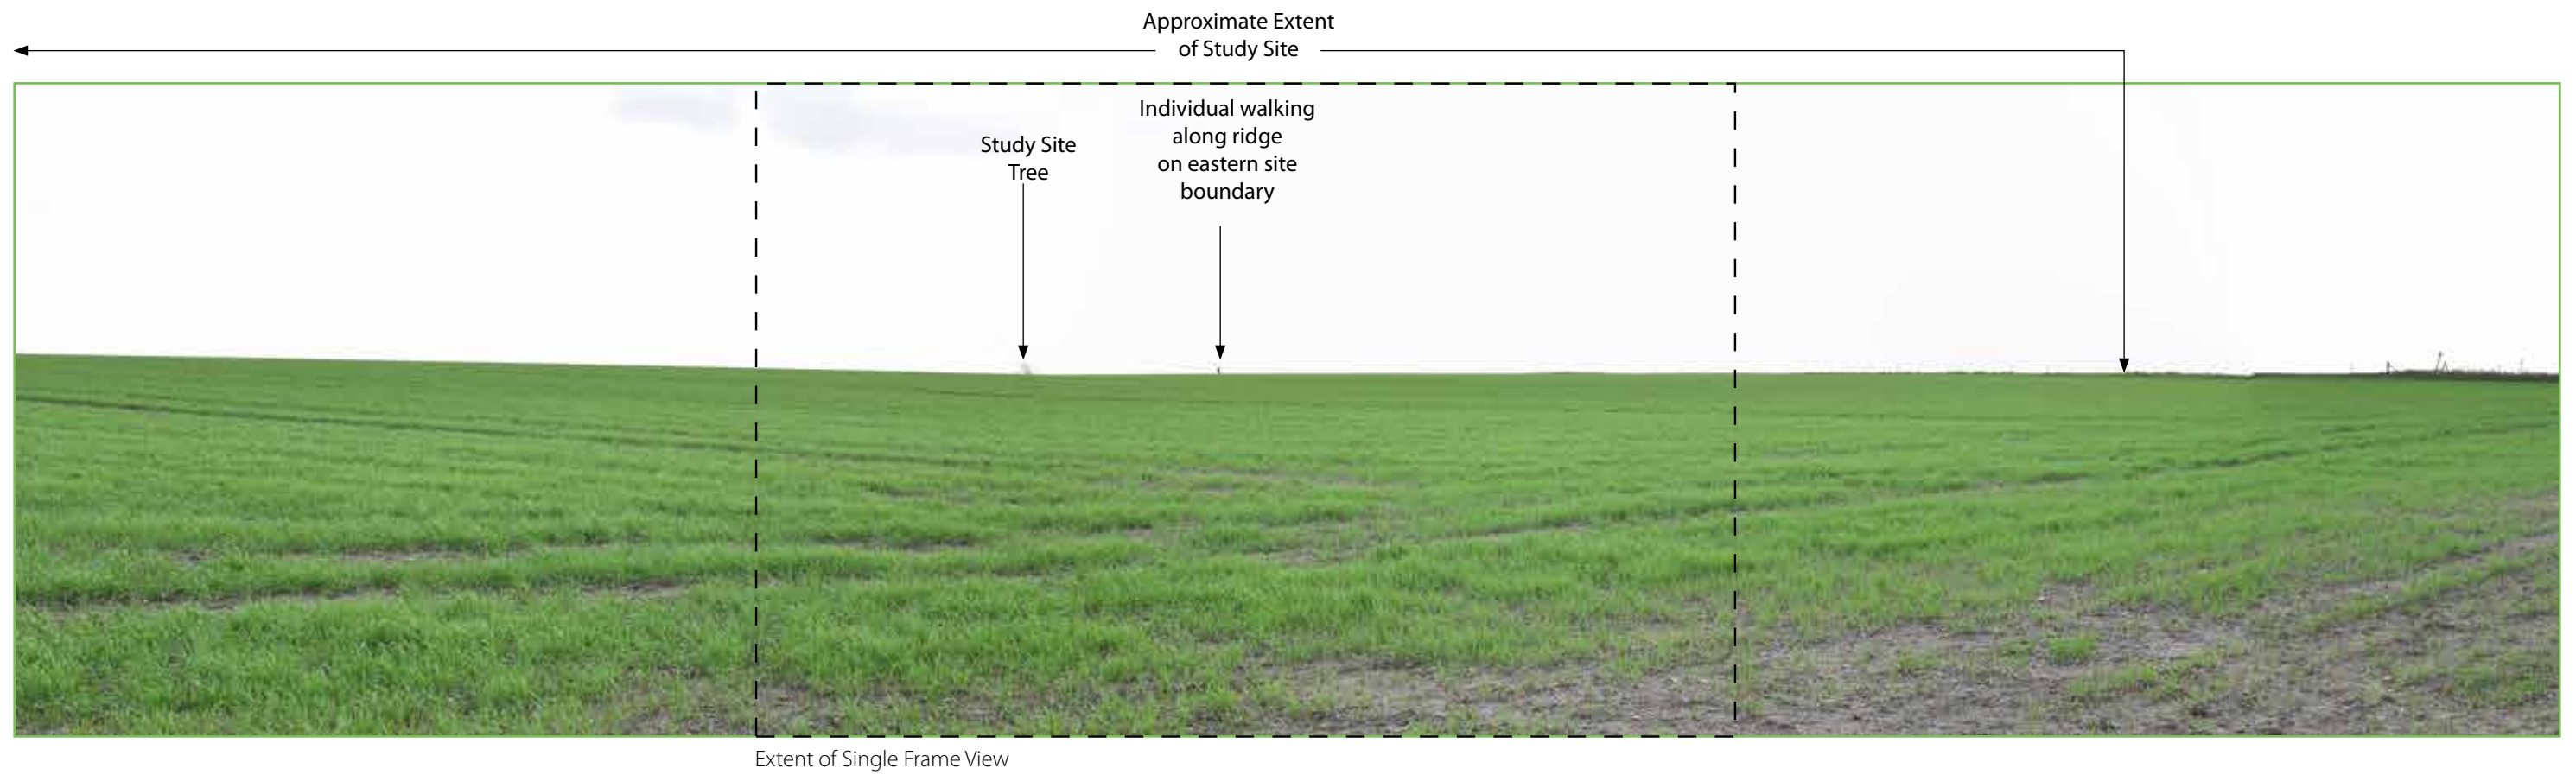 Approximate Extent
of Study Site
Individual walking
along ridge
on eastern site
boundary
Study Site
Tree
Extent of Single Frame View